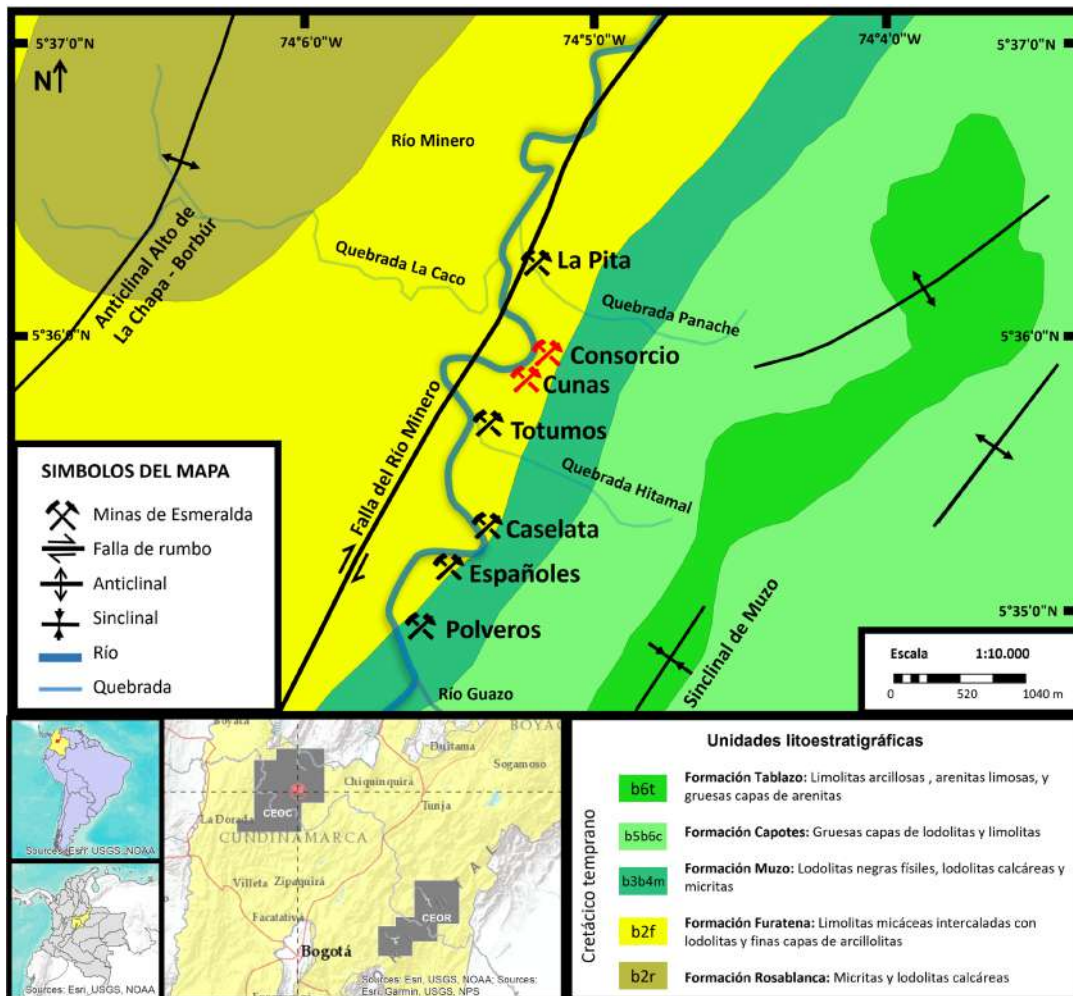 5°37'0"N
74°6'0"W
74°5'0"W
74°4'0"W
5°37'0"N
N
Río Minero
Anticlinal Alto de
La Chapa - Borbúr
Quebrada La Caco
La Pita
Quebrada Panache
5°36'0"N
5°36'0"N
Consorcio
Cunas
Falla del Río Minero
Totumos
Quebrada Hitamal
Caselata
Españoles
Polveros
Río Guazo
Sinclinal de Muzo
5°35'0"N
SIMBOLOS DEL MAPA
Minas de Esmeralda
Falla de rumbo
Anticlinal
Sinclinal
Río
Quebrada
Escala 1:10.000
0 520 1040 m
Sources: Esri, USGS, NOAA
Sources: Esri, USGS, NOAA
Boyata
BOYAC
Duitama
Sogamoso
Chiquinquirá
Tunja
CEOC
La Dorada
CUNDINAMARCA
Villeta
Zipaquirá
Facatativa
CEOR
Bogotá
Sources: Esri, USGS, NOAA; Sources:
Esri, Garmin, USGS, NPS
Unidades litoestratigráficas
Cretácico temprano
b6t
Formación Tablazo: Limolitas arcillosas , arenitas limosas, y
gruesas capas de arenitas
b5b6c
Formación Capotes: Gruesas capas de lodolitas y limolitas
b3b4m
Formación Muzo: Lodolitas negras físiles, lodolitas calcáreas y
micritas
b2f
Formación Furatena: Limolitas micáceas intercaladas con
lodolitas y finas capas de arcillolitas
b2r
Formación Rosablanca: Micritas y lodolitas calcáreas